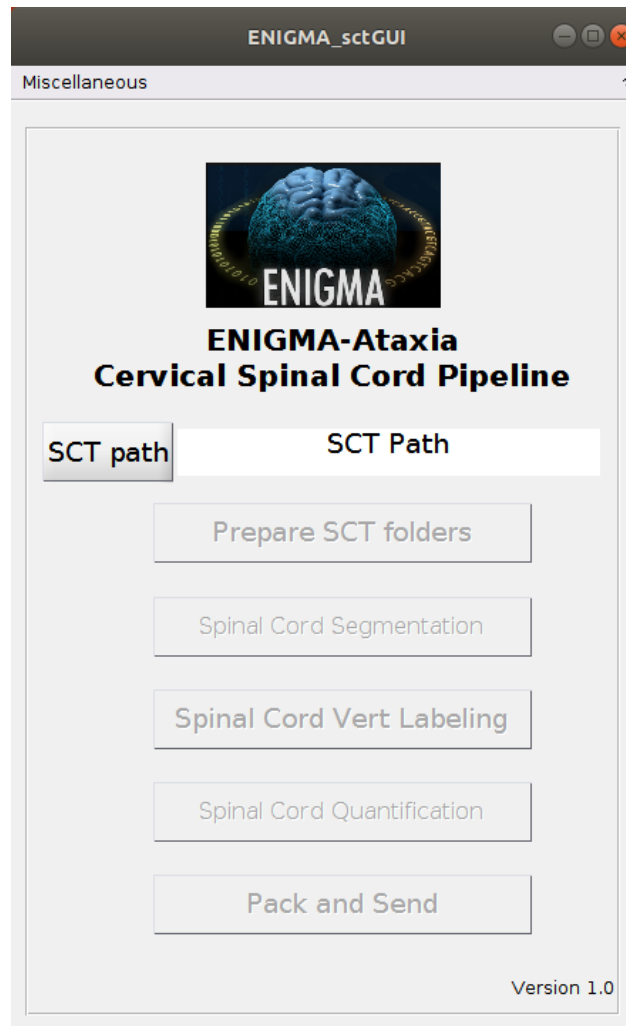 ENIGMA_sctGUI
Miscellaneous
ENIGMA
ENIGMA-Ataxia
Cervical Spinal Cord Pipeline
SCT path
SCT Path
Prepare SCT folders
Spinal Cord Segmentation
Spinal Cord Vert Labeling
Spinal Cord Quantification
Pack and Send
Version 1.0